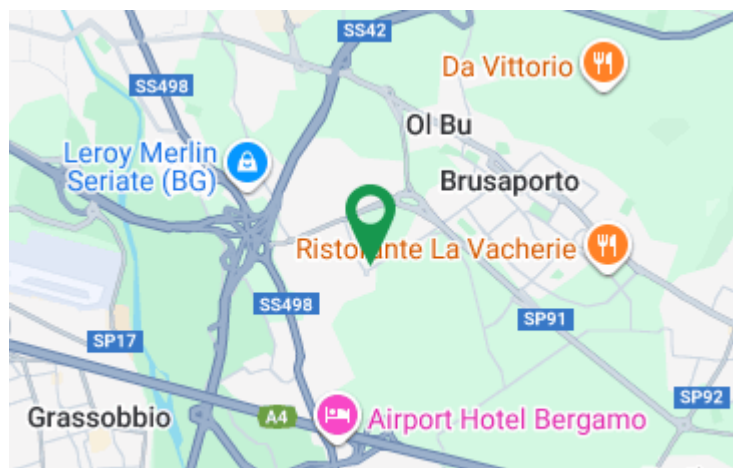 SS42
Da Vittorio
SS498
Ol Bu
Leroy Merlin
Seriate (BG)
Brusaporto
Ristorante La Vacherie
SS498
SP91
SP17
SP92
Grassobbio
A4
Airport Hotel Bergamo